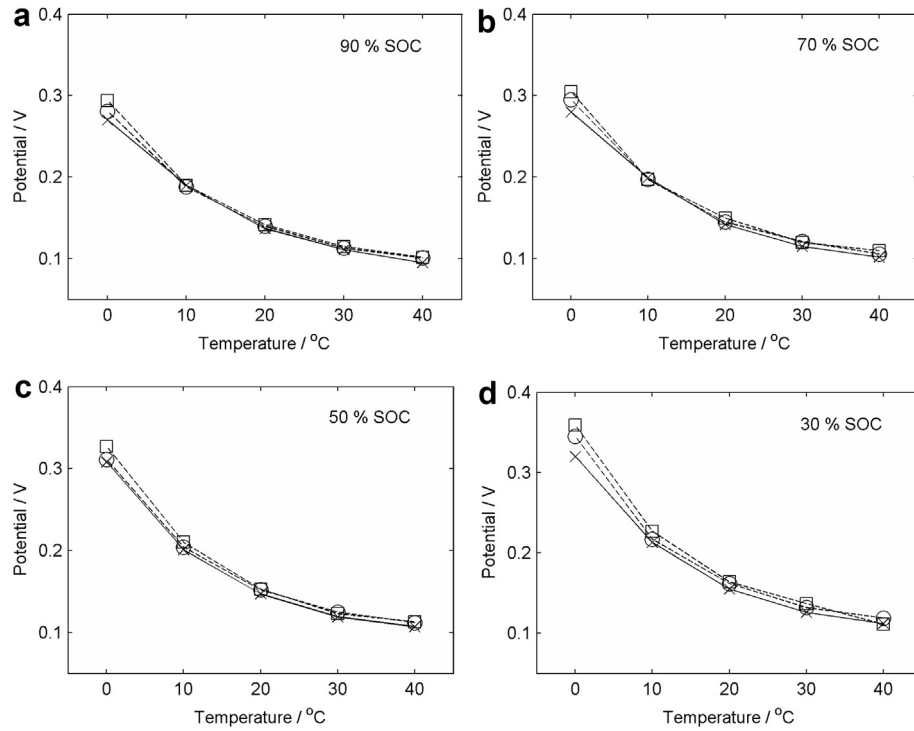 a
0.4
90 % SOC
0.3
Potential / V
0.2
0.1
0 10 20 30 40
Temperature / °C
b
0.4
70 % SOC
0.3
Potential / V
0.2
0.1
0 10 20 30 40
Temperature / °C
c
0.4
50 % SOC
0.3
Potential / V
0.2
0.1
0 10 20 30 40
Temperature / °C
d
0.4
30 % SOC
0.3
Potential / V
0.2
0.1
0 10 20 30 40
Temperature / °C